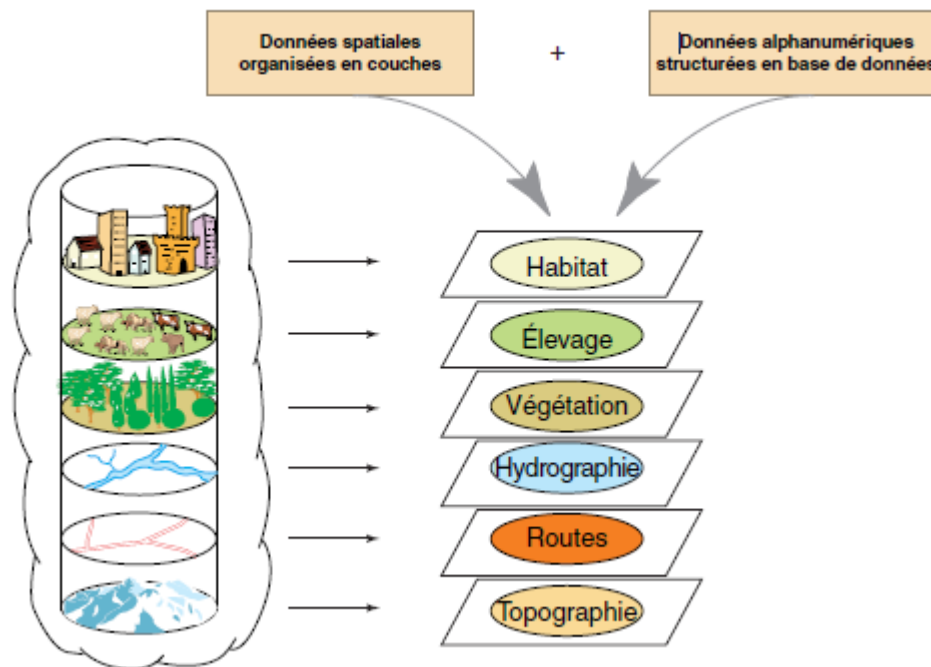 Données spatiales
organisées en couches
+
Données alphanumériques
structurées en base de données
Habitat
Élevage
Végétation
Hydrographie
Routes
Topographie